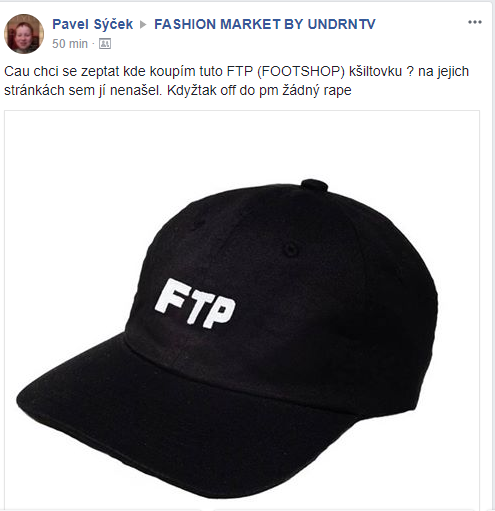 Pavel Sýček ▸ FASHION MARKET BY UNDRNTV
50 min ·
Cau chci se zeptat kde koupím tuto FTP (FOOTSHOP) kšiltovku ? na jejich
stránkách sem jí nenašel. Kdyžtak off do pm žádný rape
FTP